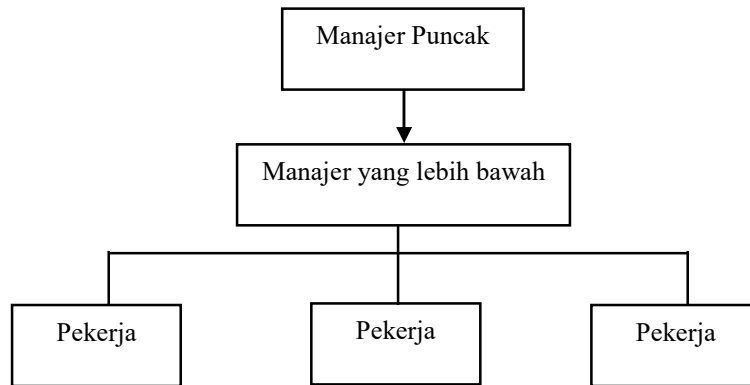 Manajer Puncak
Manajer yang lebih bawah
Pekerja
Pekerja
Pekerja